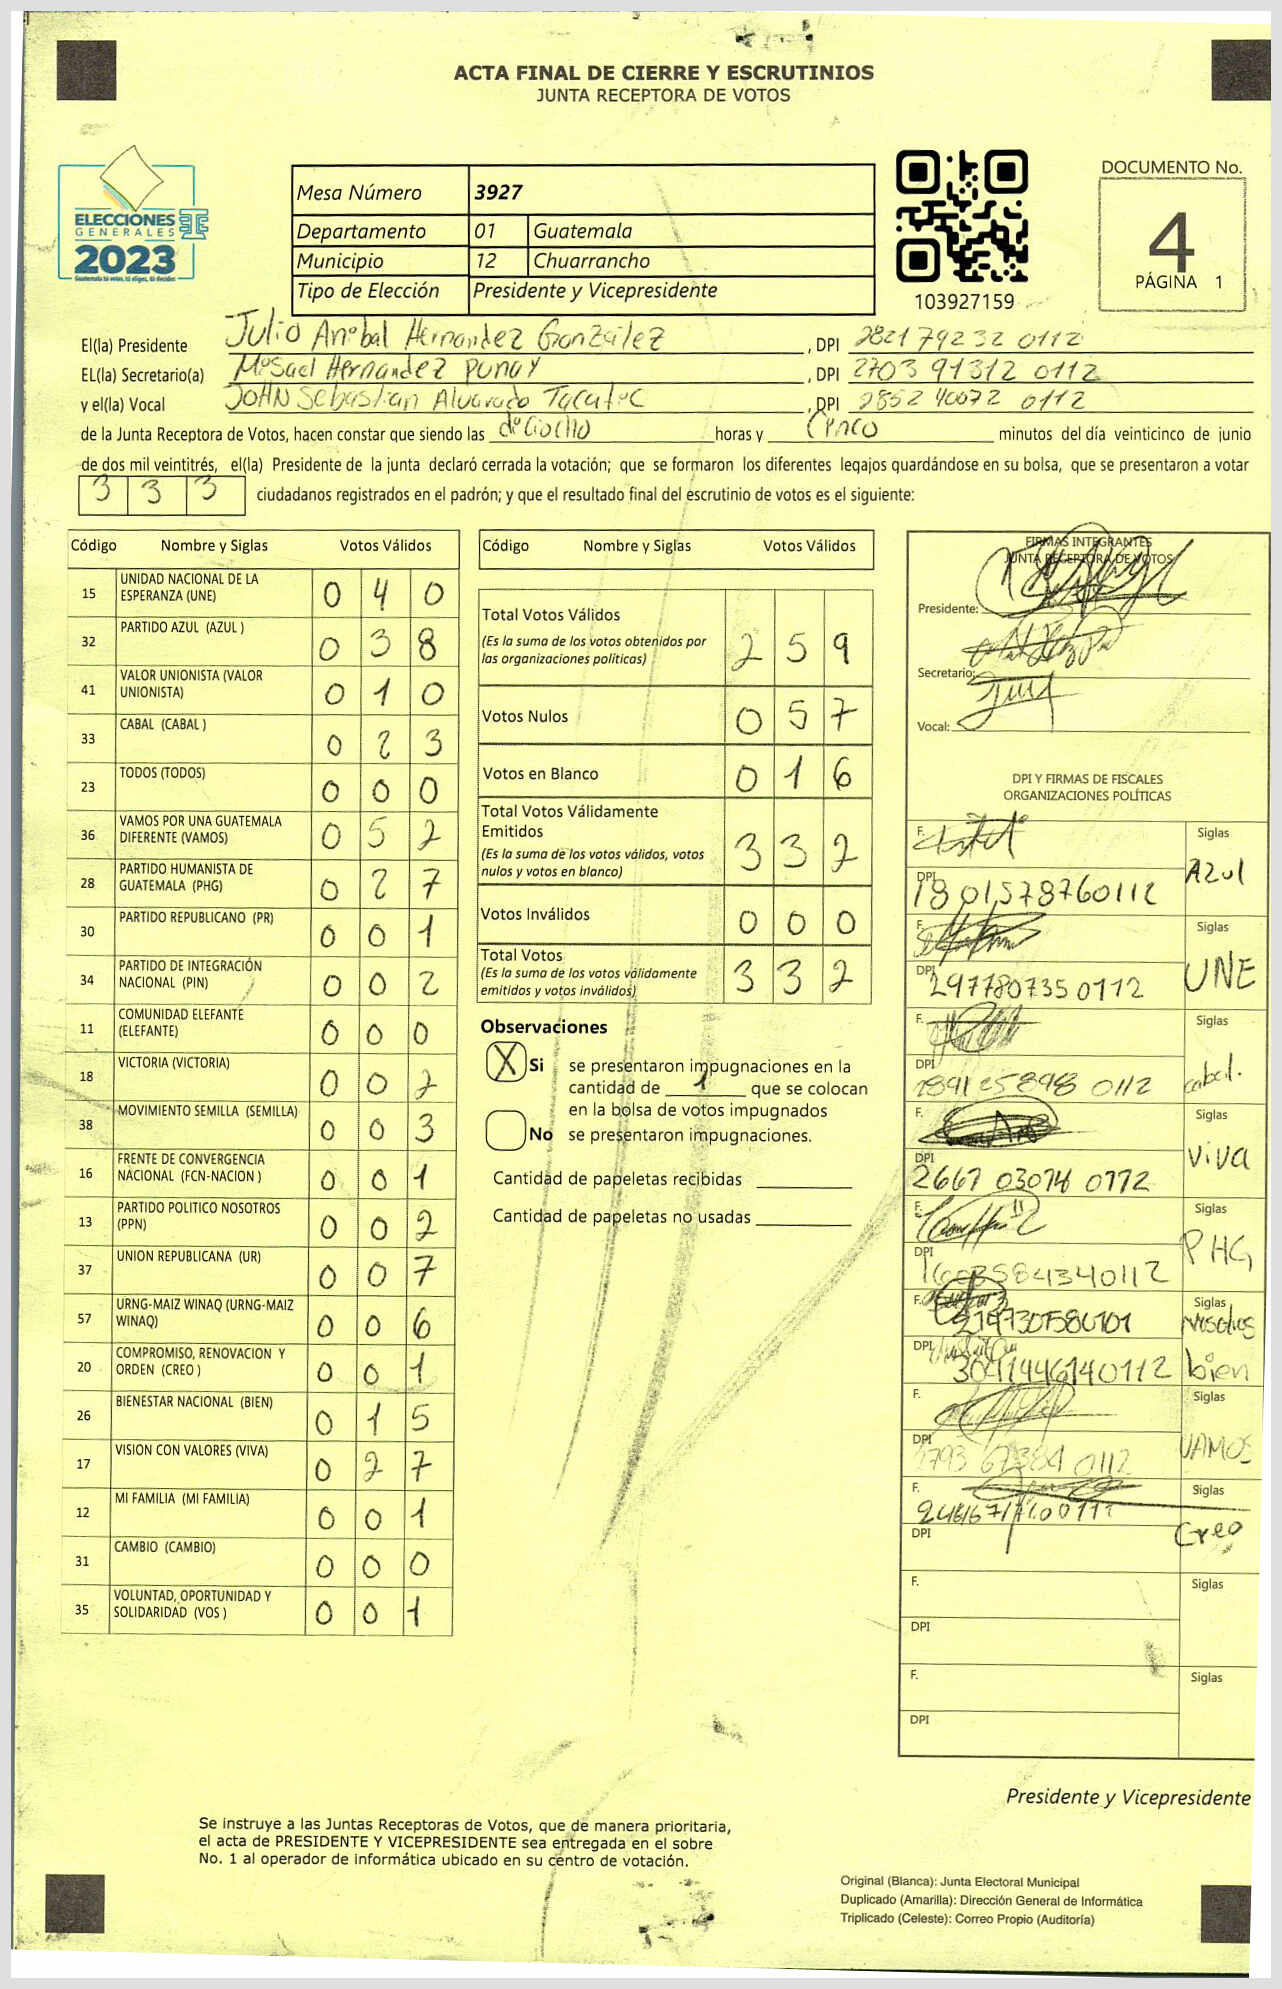 ACTA FINAL DE CIERRE Y ESCRUTINIOS
JUNTA RECEPTORA DE VOTOS
ELECCIONES
GENERALES
2023
Guatemala tú votas, tú eliges, tú decides
Mesa Número 3927
Departamento 01 Guatemala
Municipio 12 Chuarrancho
Tipo de Elección Presidente y Vicepresidente
103927159
DOCUMENTO No.
4
PÁGINA 1
El(la) Presidente Julio Anibal Hernandez González , DPI 2821 79232 0112
EL(la) Secretario(a) Misael Hernandez Punay , DPI 2703 91312 0112
y el(la) Vocal JOHN Sebastian Alvarado , DPI 2852 40072 0112
de la Junta Receptora de Votos, hacen constar que siendo las dieciocho horas y Cinco minutos del día veinticinco de junio
de dos mil veintitrés, el(la) Presidente de la junta declaró cerrada la votación; que se formaron los diferentes legajos guardándose en su bolsa, que se presentaron a votar
3 3 3 ciudadanos registrados en el padrón; y que el resultado final del escrutinio de votos es el siguiente:
Código Nombre y Siglas Votos Válidos
15 UNIDAD NACIONAL DE LA ESPERANZA (UNE) 0 4 0
32 PARTIDO AZUL (AZUL ) 0 3 8
41 VALOR UNIONISTA (VALOR UNIONISTA) 0 1 0
33 CABAL (CABAL ) 0 2 3
23 TODOS (TODOS) 0 0 0
36 VAMOS POR UNA GUATEMALA DIFERENTE (VAMOS) 0 5 2
28 PARTIDO HUMANISTA DE GUATEMALA (PHG) 0 2 7
30 PARTIDO REPUBLICANO (PR) 0 0 1
34 PARTIDO DE INTEGRACIÓN NACIONAL (PIN) 0 0 2
11 COMUNIDAD ELEFANTE (ELEFANTE) 0 0 0
18 VICTORIA (VICTORIA) 0 0 2
38 MOVIMIENTO SEMILLA (SEMILLA) 0 0 3
16 FRENTE DE CONVERGENCIA NACIONAL (FCN-NACION ) 0 0 1
13 PARTIDO POLITICO NOSOTROS (PPN) 0 0 2
37 UNION REPUBLICANA (UR) 0 0 7
57 URNG-MAIZ WINAQ (URNG-MAIZ WINAQ) 0 0 6
20 COMPROMISO, RENOVACION Y ORDEN (CREO ) 0 0 1
26 BIENESTAR NACIONAL (BIEN) 0 1 5
17 VISION CON VALORES (VIVA) 0 2 7
12 MI FAMILIA (MI FAMILIA) 0 0 1
31 CAMBIO (CAMBIO) 0 0 0
35 VOLUNTAD, OPORTUNIDAD Y SOLIDARIDAD (VOS ) 0 0 1
Código Nombre y Siglas Votos Válidos
Total Votos Válidos 2 5 9
(Es la suma de los votos obtenidos por
las organizaciones políticas)
Votos Nulos 0 5 7
Votos en Blanco 0 1 6
Total Votos Válidamente
Emitidos 3 3 2
(Es la suma de los votos válidos, votos
nulos y votos en blanco)
Votos Inválidos 0 0 0
Total Votos 3 3 2
(Es la suma de los votos válidamente
emitidos y votos inválidos)
Observaciones
X Si se presentaron impugnaciones en la
cantidad de 1 que se colocan
en la bolsa de votos impugnados
No se presentaron impugnaciones.
Cantidad de papeletas recibidas
Cantidad de papeletas no usadas
FIRMAS INTEGRANTES
JUNTA RECEPTORA DE VOTOS
Presidente:
Secretario:
Vocal:
DPI Y FIRMAS DE FISCALES
ORGANIZACIONES POLÍTICAS
F. Siglas
DPI 1801578760112 Azul
F. Siglas
DPI 2977807350112 UNE
F. Siglas
DPI 1891258980112 cabal.
F. Siglas
DPI 2667 03074 0112 viva
F. Siglas
DPI 1603584340112 PHG
F. Siglas
Nosotros
DPI 3041446140112 bien
F. Siglas
DPI VAMOS
F. Siglas
DPI Creo
F. Siglas
DPI
F. Siglas
DPI
Presidente y Vicepresidente
Se instruye a las Juntas Receptoras de Votos, que de manera prioritaria,
el acta de PRESIDENTE Y VICEPRESIDENTE sea entregada en el sobre
No. 1 al operador de informática ubicado en su centro de votación.
Original (Blanca): Junta Electoral Municipal
Duplicado (Amarilla): Dirección General de Informática
Triplicado (Celeste): Correo Propio (Auditoría)